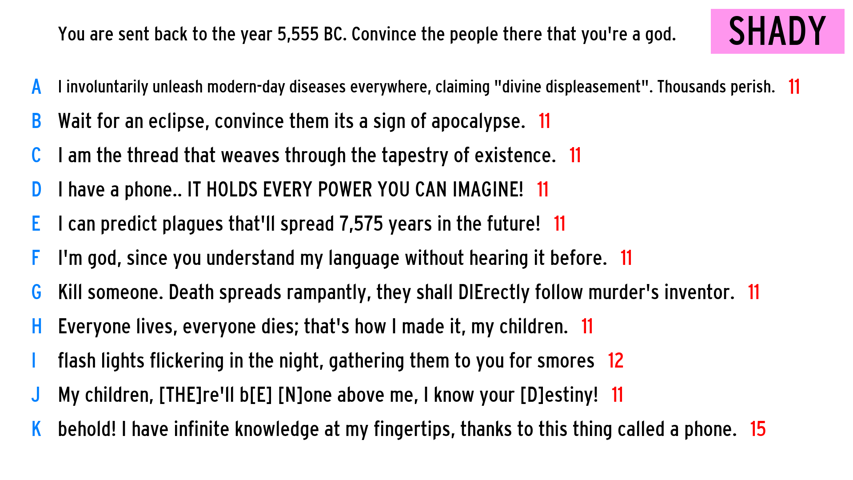 You are sent back to the year 5,555 BC. Convince the people there that you're a god. SHADY
A I involuntarily unleash modern-day diseases everywhere, claiming "divine displeasement". Thousands perish. 11
B Wait for an eclipse, convince them its a sign of apocalypse. 11
C I am the thread that weaves through the tapestry of existence. 11
D I have a phone.. IT HOLDS EVERY POWER YOU CAN IMAGINE! 11
E I can predict plagues that'll spread 7,575 years in the future! 11
F I'm god, since you understand my language without hearing it before. 11
G Kill someone. Death spreads rampantly, they shall DIErectly follow murder's inventor. 11
H Everyone lives, everyone dies; that's how I made it, my children. 11
I flash lights flickering in the night, gathering them to you for smores 12
J My children, [THE]re'll b[E] [N]one above me, I know your [D]estiny! 11
K behold! I have infinite knowledge at my fingertips, thanks to this thing called a phone. 15